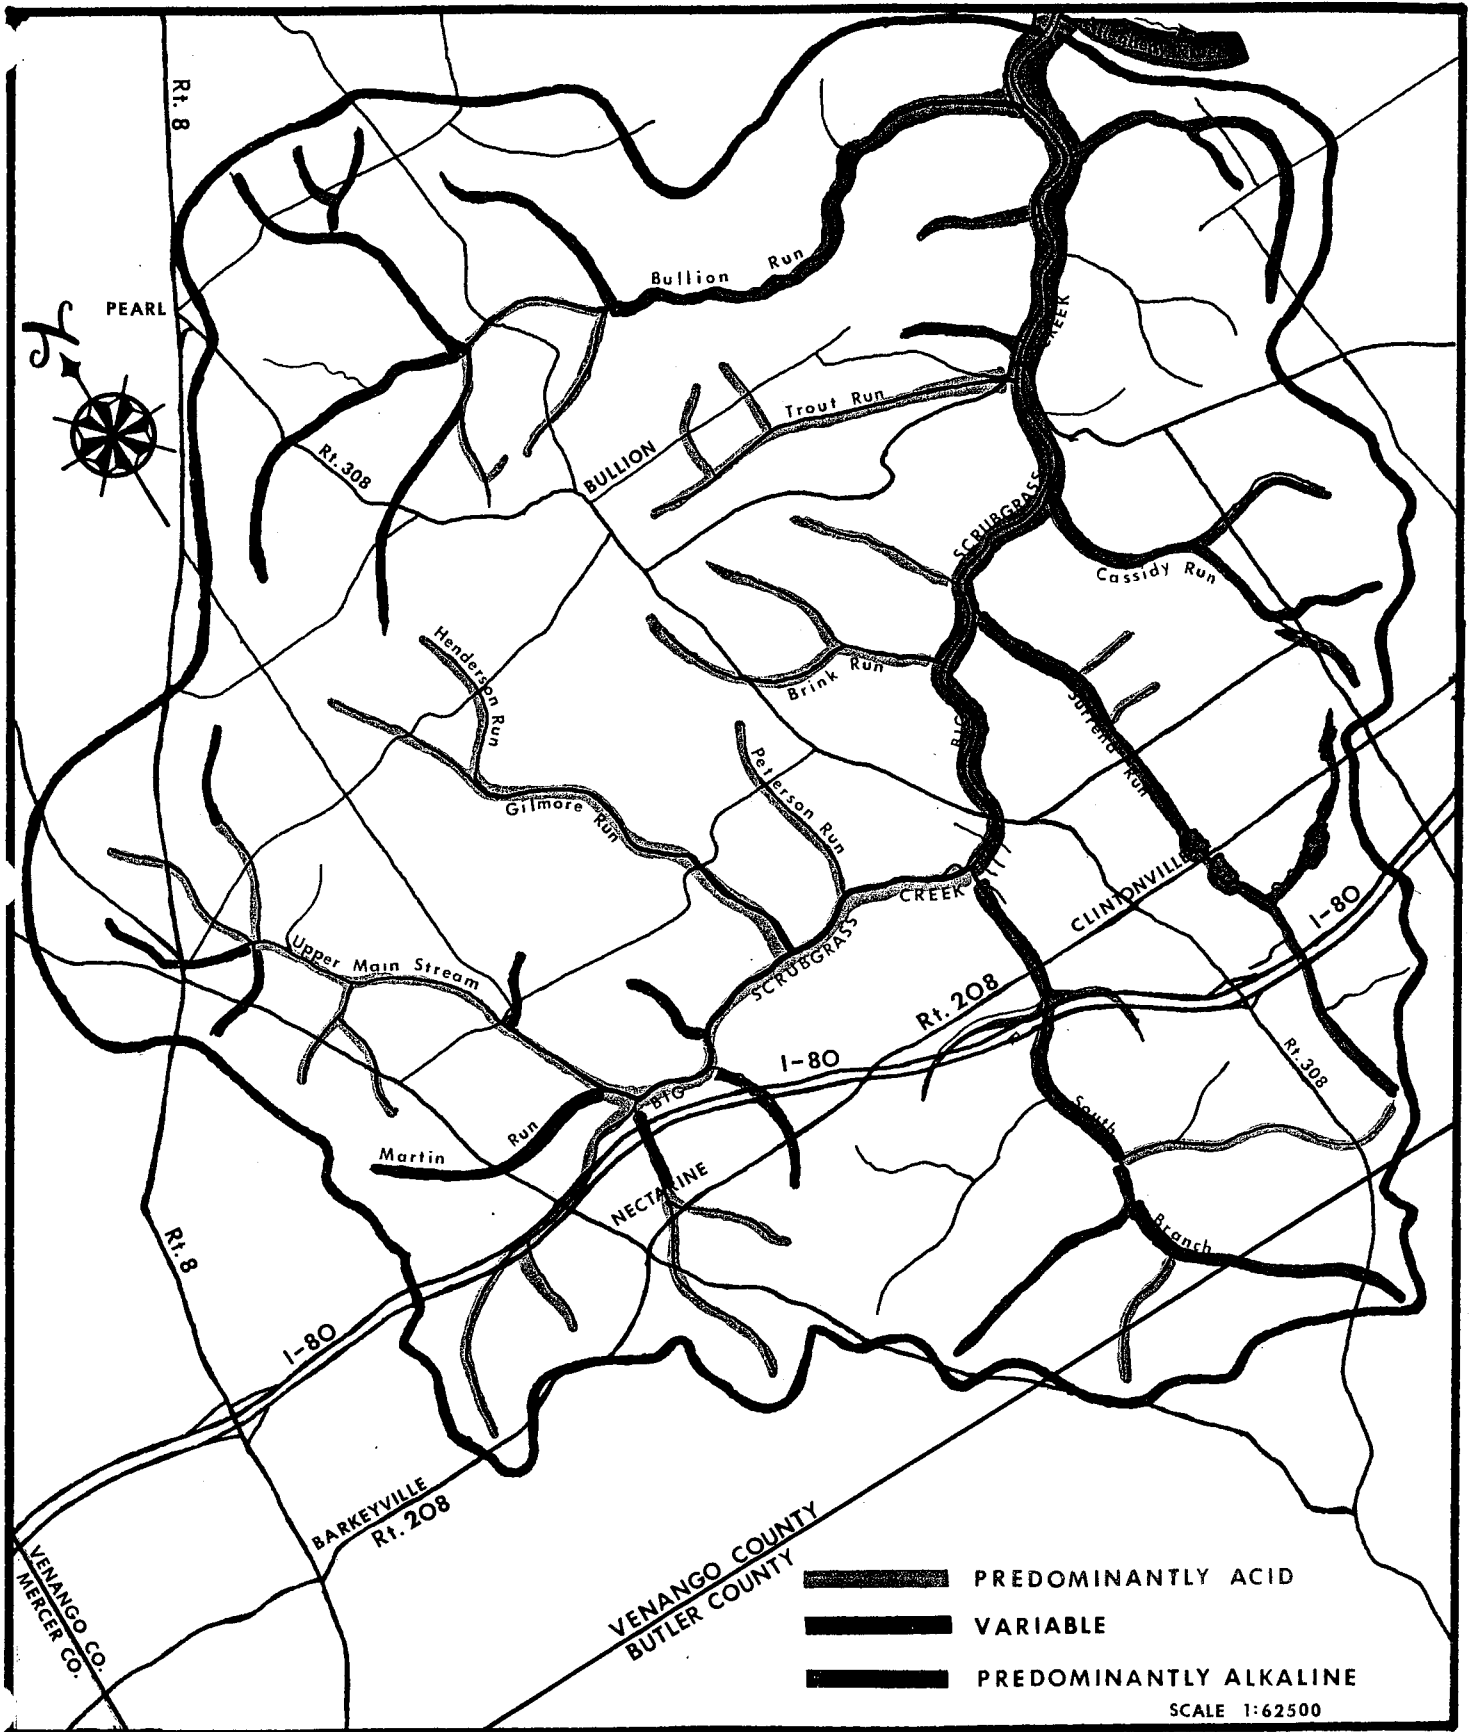 Rt. 8
PEARL
Bullion Run
CREEK
Trout Run
Rt. 308
BULLION
SCRUBGRASS
Cassidy Run
Henderson Run
Brink Run
BIG
Peterson Run
Gilmore Run
CREEK
CLINTONVILLE
I-80
Upper Main Stream
SCRUBGRASS
Rt. 208
I-80
Rt. 308
BIG
South
Run
Martin
NECTARINE
Branch
Rt. 8
I-80
BARKEYVILLE
Rt. 208
VENANGO COUNTY
BUTLER COUNTY
VENANGO CO.
MERCER CO.
PREDOMINANTLY ACID
VARIABLE
PREDOMINANTLY ALKALINE
SCALE 1:62500